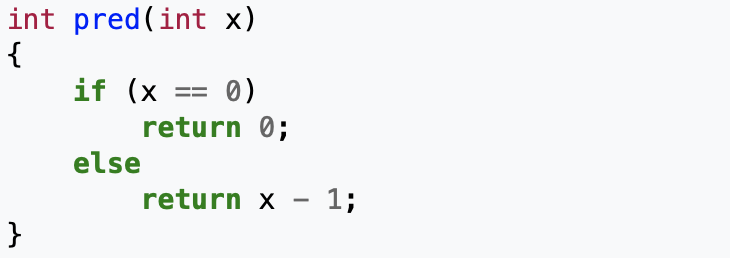 int pred(int x)
{
    if (x == 0)
        return 0;
    else
        return x - 1;
}